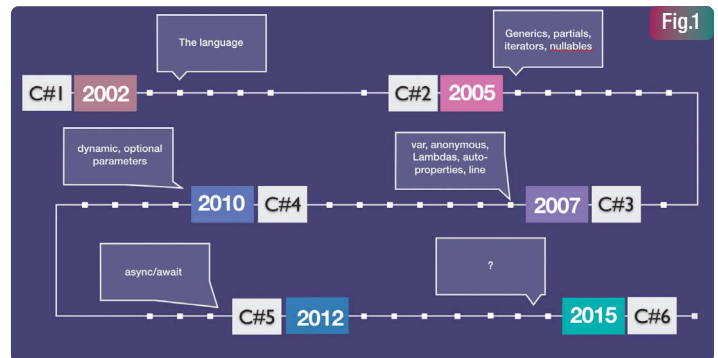 Fig.1
The language
Generics, partials,
iterators, nullables
C#1 2002
C#2 2005
dynamic, optional
parameters
var, anonymous,
Lambdas, auto-
properties, line
2010 C#4
2007 C#3
async/await
?
C#5 2012
2015 C#6